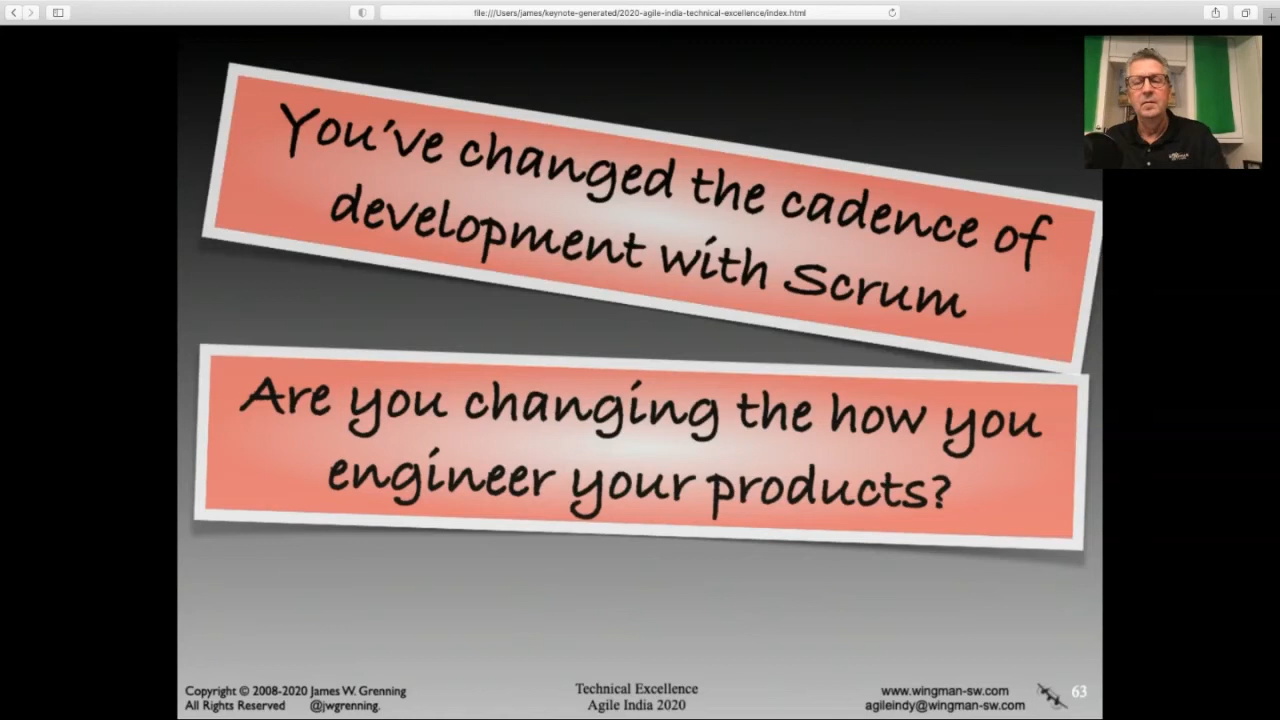 file:///Users/james/keynote-generated/2020-agile-india-technical-excellence/index.html
You've changed the cadence of
development with Scrum
Are you changing the how you
engineer your products?
Copyright © 2008-2020 James W. Grenning
All Rights Reserved @jwgrenning.
Technical Excellence
Agile India 2020
www.wingman-sw.com
agileindy@wingman-sw.com
63